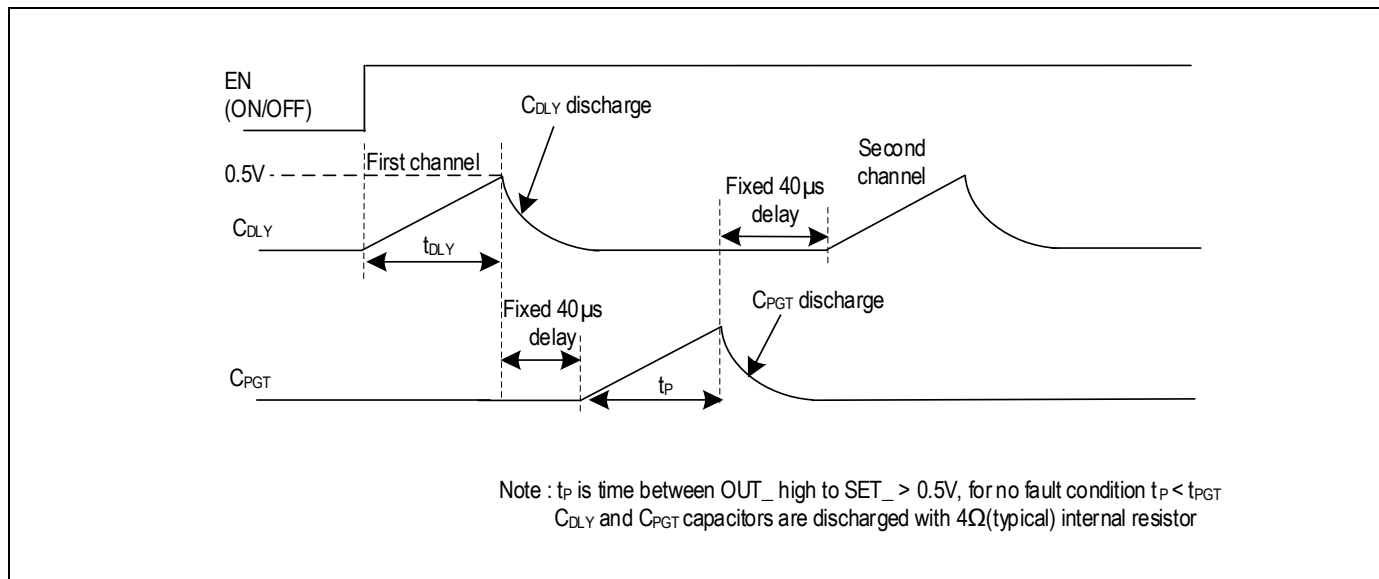 EN
(ON/OFF)
CDLY discharge
0.5V
First channel
Second
channel
Fixed 40µs
delay
CDLY
tDLY
Fixed 40µs
delay
CPGT discharge
CPGT
tP
Note : tP is time between OUT_ high to SET_ > 0.5V, for no fault condition tP < tPGT
CDLY and CPGT capacitors are discharged with 4Ω(typical) internal resistor